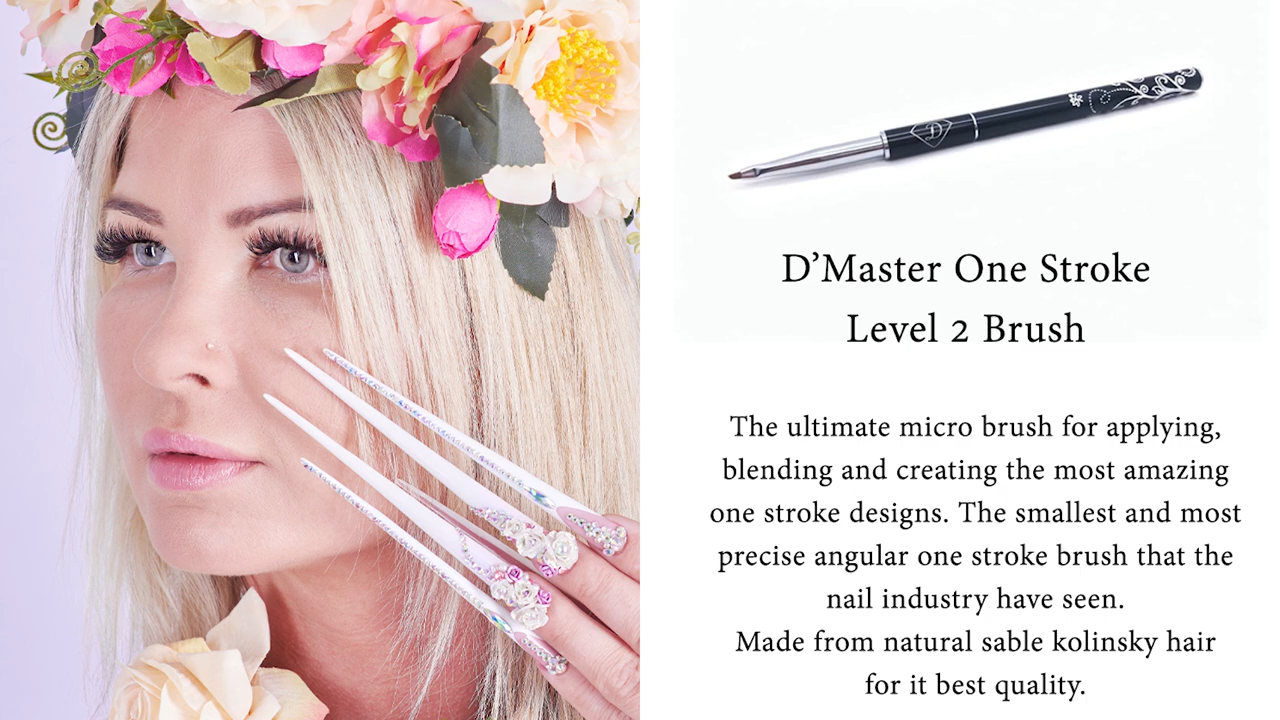 D
D’Master One Stroke
Level 2 Brush
The ultimate micro brush for applying,
blending and creating the most amazing
one stroke designs. The smallest and most
precise angular one stroke brush that the
nail industry have seen.
Made from natural sable kolinsky hair
for it best quality.